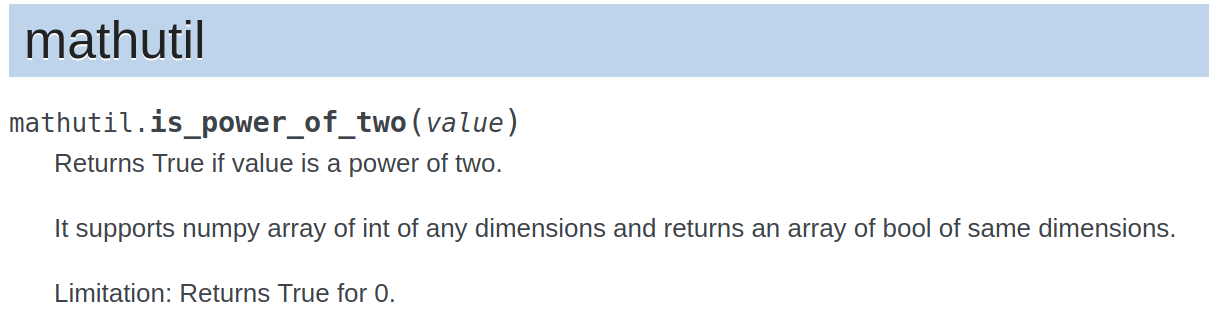 mathutil
mathutil.is_power_of_two(value)
Returns True if value is a power of two.
It supports numpy array of int of any dimensions and returns an array of bool of same dimensions.
Limitation: Returns True for 0.